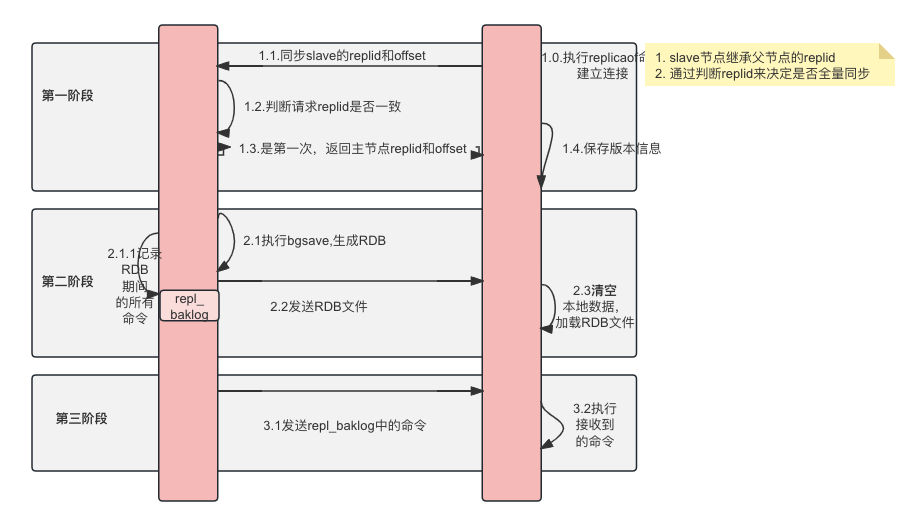 1.1.同步slave的replid和offset
1.0.执行replicaof命
建立连接
1. slave节点继承父节点的replid
2. 通过判断replid来决定是否全量同步
第一阶段
1.2.判断请求replid是否一致
1.3.是第一次，返回主节点replid和offset
1.4.保存版本信息
第二阶段
2.1.1记录
RDB
期间
的所有
命令
2.1执行bgsave,生成RDB
repl_
baklog
2.2发送RDB文件
2.3清空
本地数据，
加载RDB文件
第三阶段
3.1发送repl_baklog中的命令
3.2执行
接收到
的命令